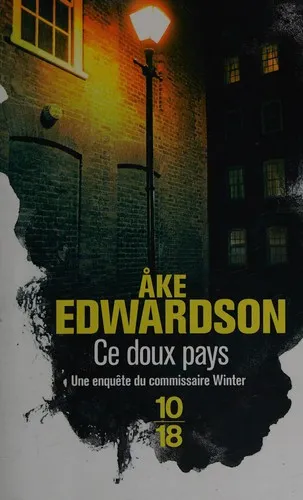 ÅKE
EDWARDSON
Ce doux pays
Une enquête du commissaire Winter
10
18